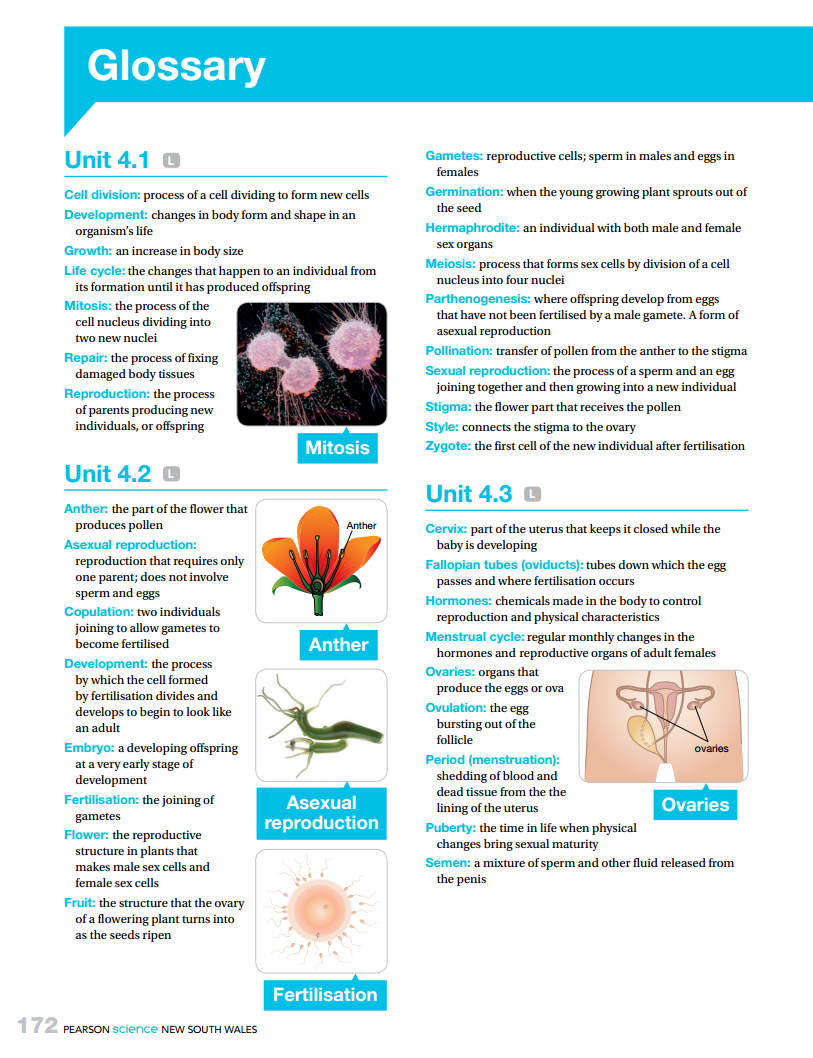 Glossary
Unit 4.1 L
Cell division: process of a cell dividing to form new cells
Development: changes in body form and shape in an
organism's life
Growth: an increase in body size
Life cycle: the changes that happen to an individual from
its formation until it has produced offspring
Mitosis: the process of the
cell nucleus dividing into
two new nuclei
Repair: the process of fixing
damaged body tissues
Reproduction: the process
of parents producing new
individuals, or offspring
Mitosis
Unit 4.2 L
Anther: the part of the flower that
produces pollen
Asexual reproduction:
reproduction that requires only
one parent; does not involve
sperm and eggs
Copulation: two individuals
joining to allow gametes to
become fertilised
Development: the process
by which the cell formed
by fertilisation divides and
develops to begin to look like
an adult
Embryo: a developing offspring
at a very early stage of
development
Fertilisation: the joining of
gametes
Flower: the reproductive
structure in plants that
makes male sex cells and
female sex cells
Fruit: the structure that the ovary
of a flowering plant turns into
as the seeds ripen
Anther
Anther
Asexual
reproduction
Fertilisation
Gametes: reproductive cells; sperm in males and eggs in
females
Germination: when the young growing plant sprouts out of
the seed
Hermaphrodite: an individual with both male and female
sex organs
Meiosis: process that forms sex cells by division of a cell
nucleus into four nuclei
Parthenogenesis: where offspring develop from eggs
that have not been fertilised by a male gamete. A form of
asexual reproduction
Pollination: transfer of pollen from the anther to the stigma
Sexual reproduction: the process of a sperm and an egg
joining together and then growing into a new individual
Stigma: the flower part that receives the pollen
Style: connects the stigma to the ovary
Zygote: the first cell of the new individual after fertilisation
Unit 4.3 L
Cervix: part of the uterus that keeps it closed while the
baby is developing
Fallopian tubes (oviducts): tubes down which the egg
passes and where fertilisation occurs
Hormones: chemicals made in the body to control
reproduction and physical characteristics
Menstrual cycle: regular monthly changes in the
hormones and reproductive organs of adult females
Ovaries: organs that
produce the eggs or ova
Ovulation: the egg
bursting out of the
follicle
Period (menstruation):
shedding of blood and
dead tissue from the the
lining of the uterus
Puberty: the time in life when physical
changes bring sexual maturity
Semen: a mixture of sperm and other fluid released from
the penis
ovaries
Ovaries
172 PEARSON science NEW SOUTH WALES